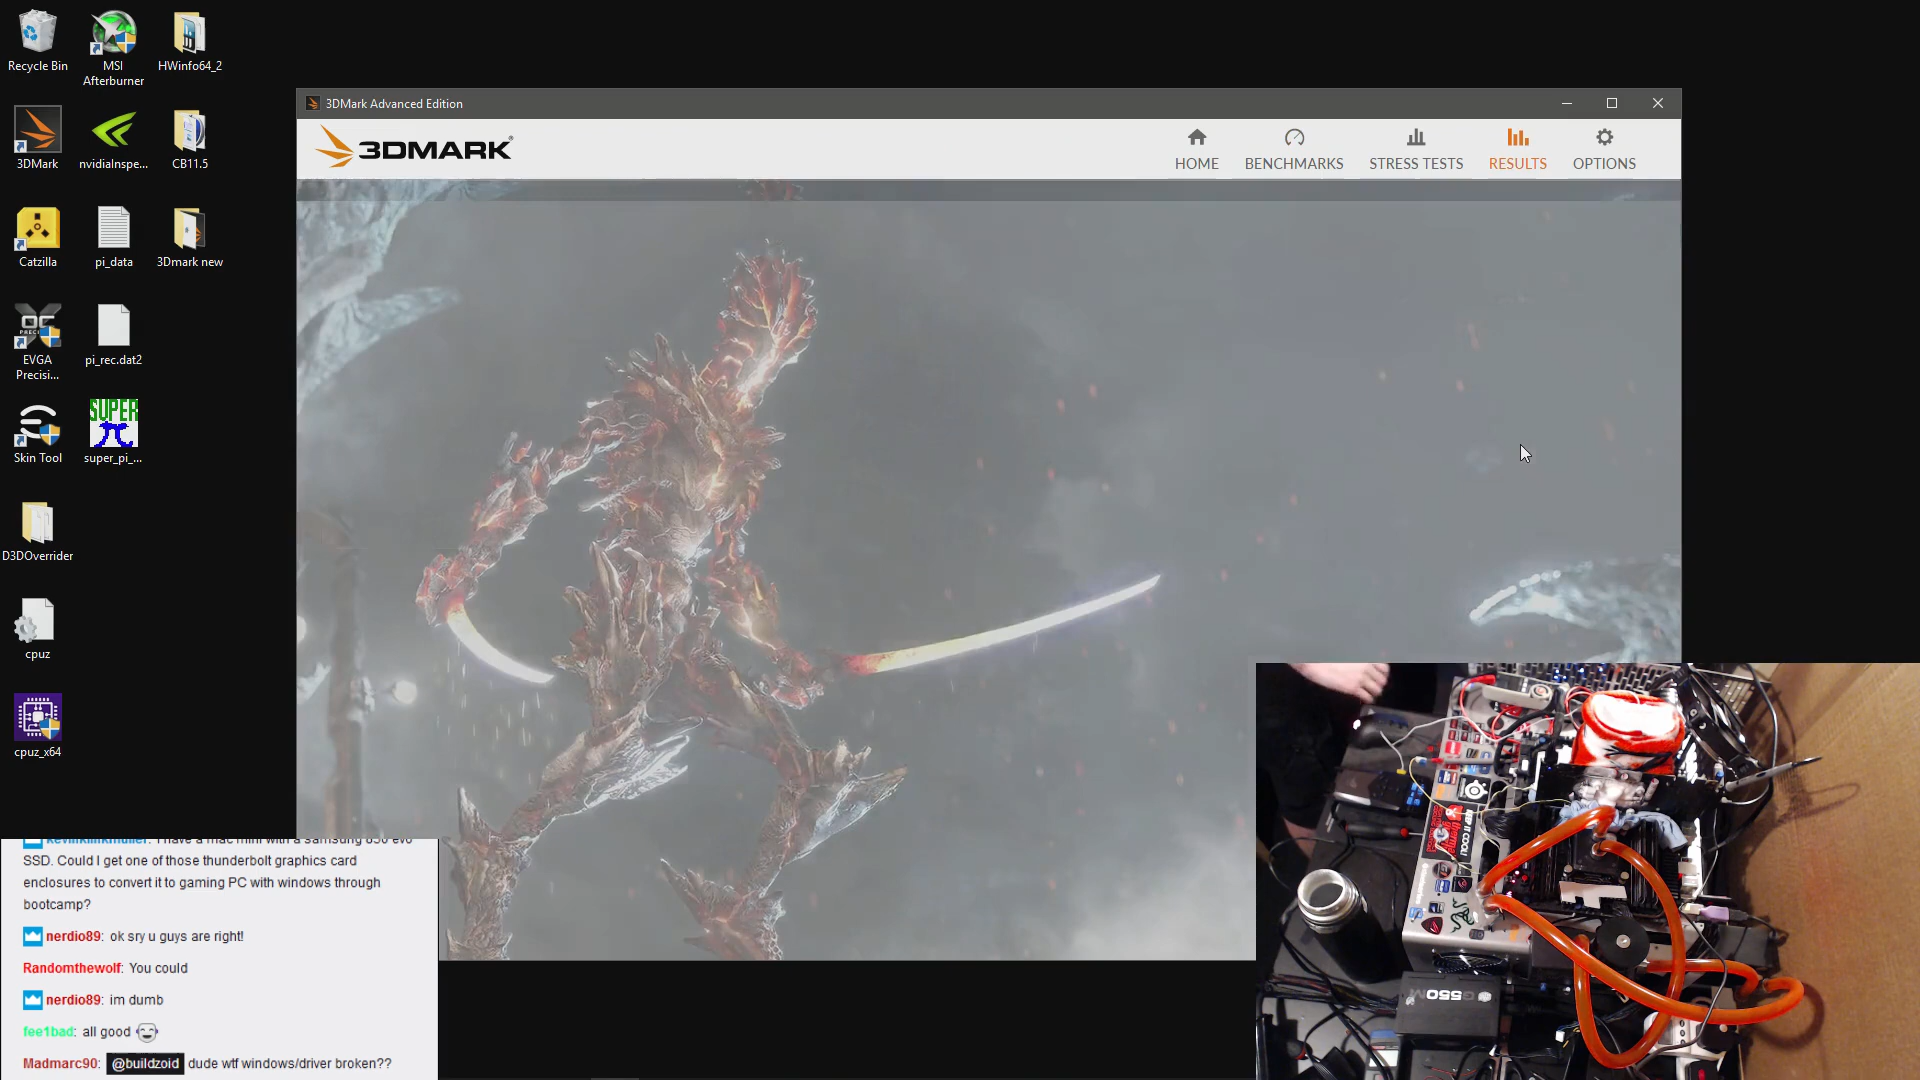 Recycle Bin
MSI
Afterburner
HWinfo64_2
3DMark
nvidiaInspe...
CB11.5
Catzilla
pi_data
3Dmark new
EVGA
Precisi...
pi_rec.dat2
Skin Tool
SUPER
super_pi_...
D3DOverrider
cpuz
cpuz_x64
3DMark Advanced Edition
3DMARK®
HOME
BENCHMARKS
STRESS TESTS
RESULTS
OPTIONS
SSD. Could I get one of those thunderbolt graphics card
enclosures to convert it to gaming PC with windows through
bootcamp?
nerdio89: ok sry u guys are right!
Randomthewolf: You could
nerdio89: im dumb
fee1bad: all good
Madmarc90: @buildzoid dude wtf windows/driver broken??
G550M